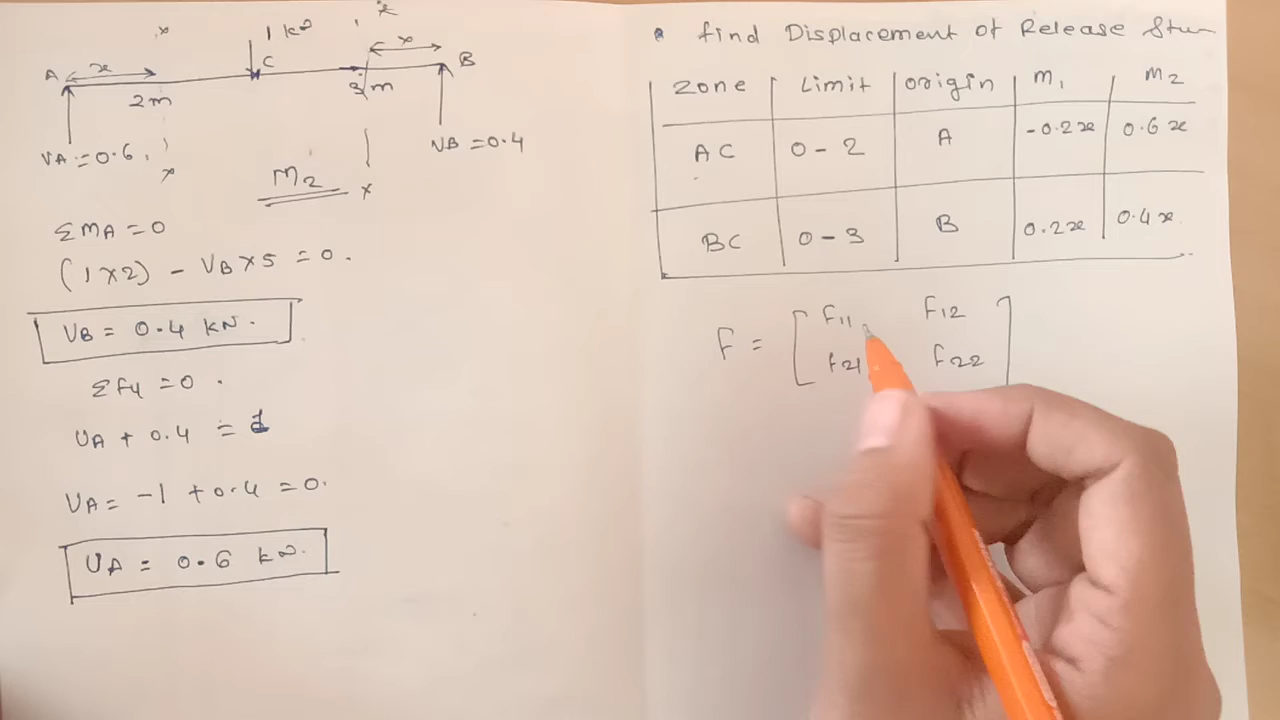 1 kN
x
A
x
C
x
B
2m
3m
VA = 0.6
VB = 0.4
M2
x
x
ΣMA = 0
(1×2) - VB×5 = 0.
VB = 0.4 kN.
Σfy = 0.
VA + 0.4 = 1
VA = -1 + 0.4 = 0.
VA = 0.6 kN.
• find Displacement of Release
Zone Limit Origin M1 M2
AC 0-2 A -0.2x 0.6x
BC 0-3 B 0.2x 0.4x
F = [ F11 F12
F21 F22 ]